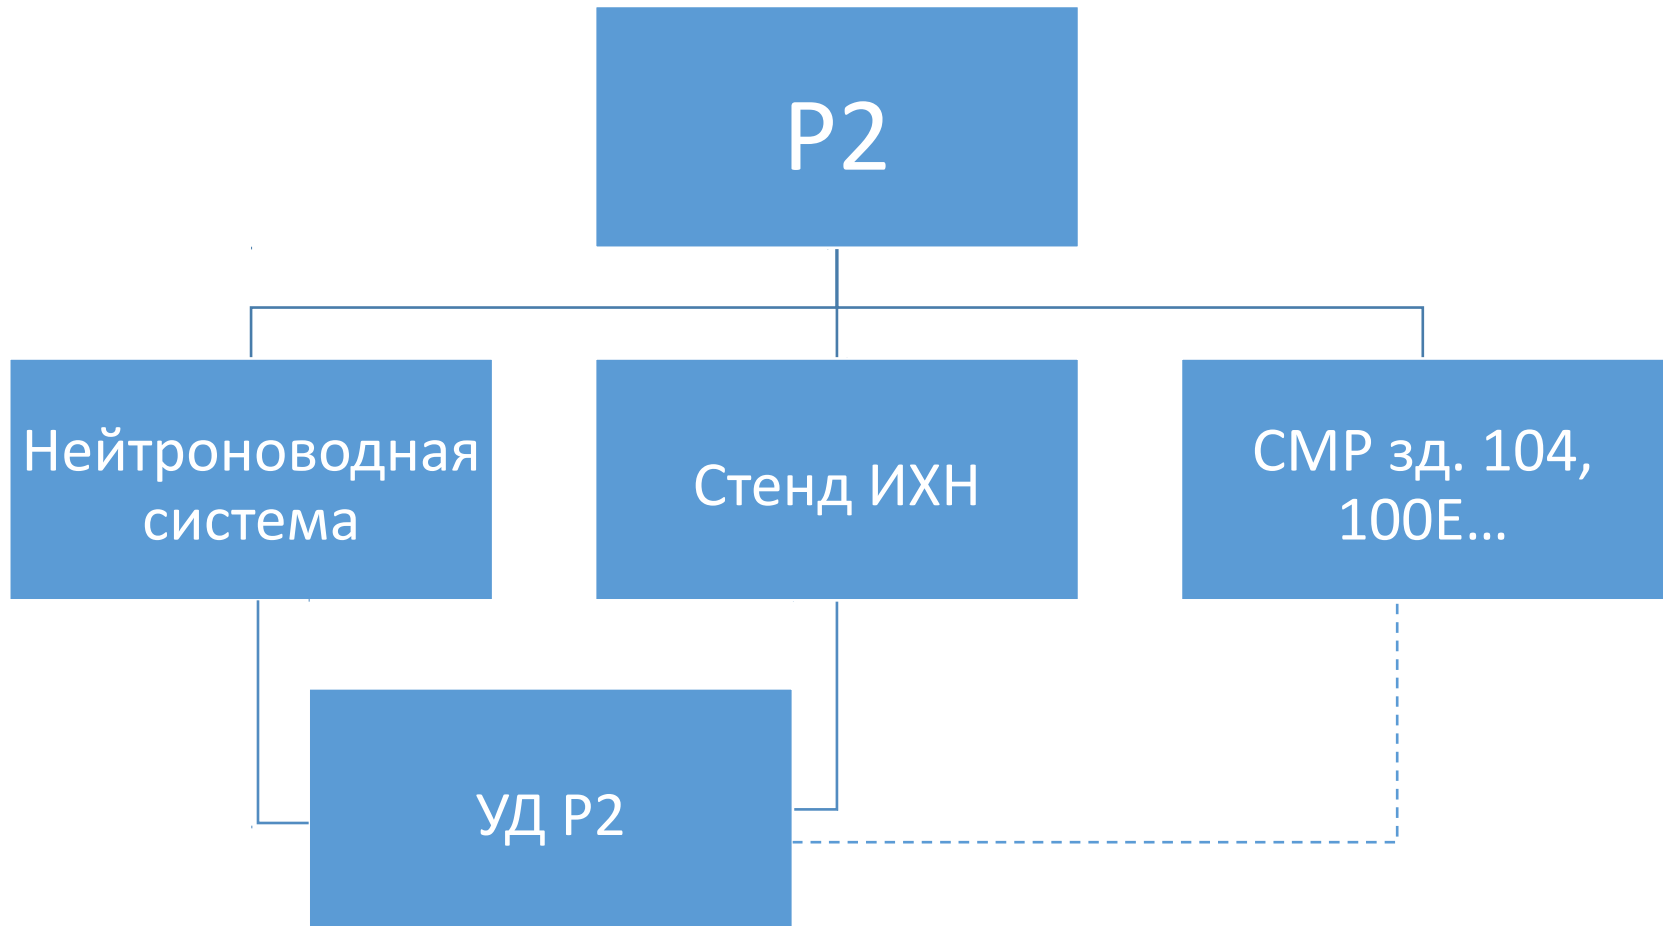 Р2
Нейтроноводная
система
Стенд ИХН
СМР зд. 104,
100Е...
УД Р2